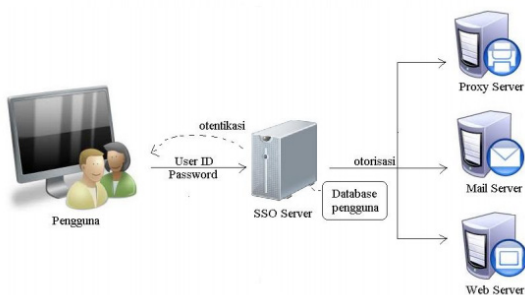 Pengguna
otentikasi
User ID
Password
SSO Server
Database
pengguna
otorisasi
Proxy Server
Mail Server
Web Server